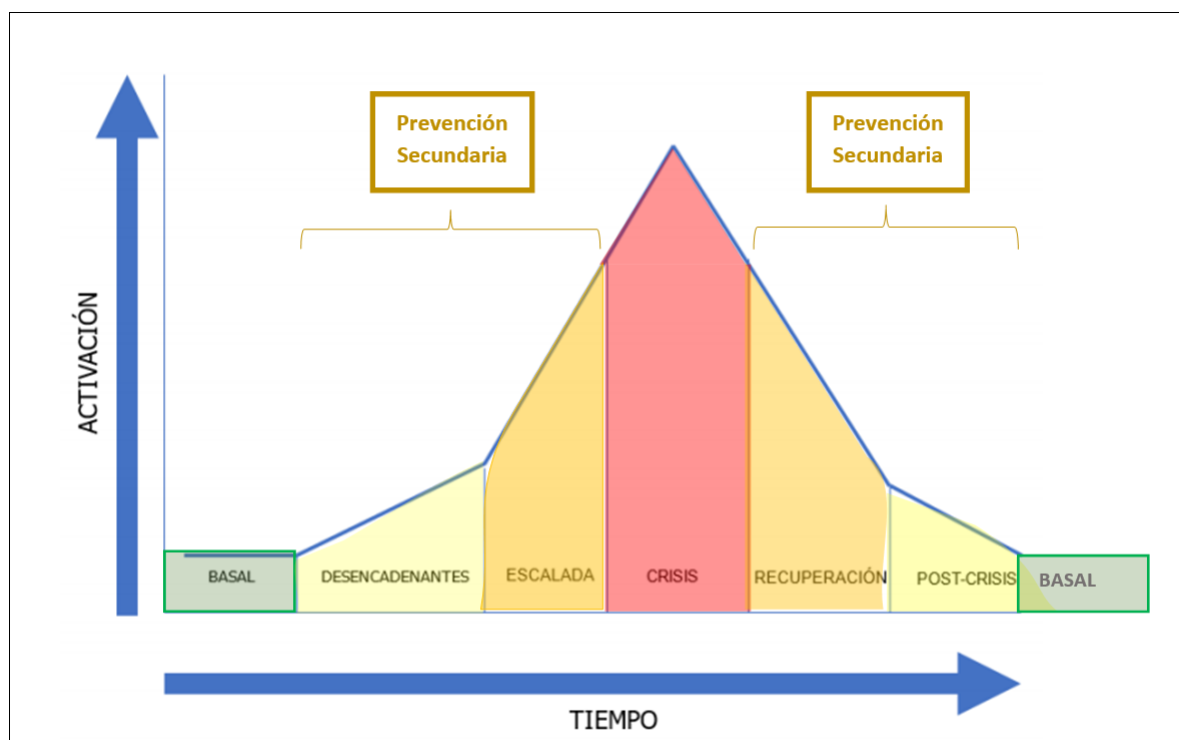 Prevención
Secundaria
Prevención
Secundaria
ACTIVACIÓN
BASAL
DESENCADENANTES
ESCALADA
CRISIS
RECUPERACIÓN
POST-CRISIS
BASAL
TIEMPO